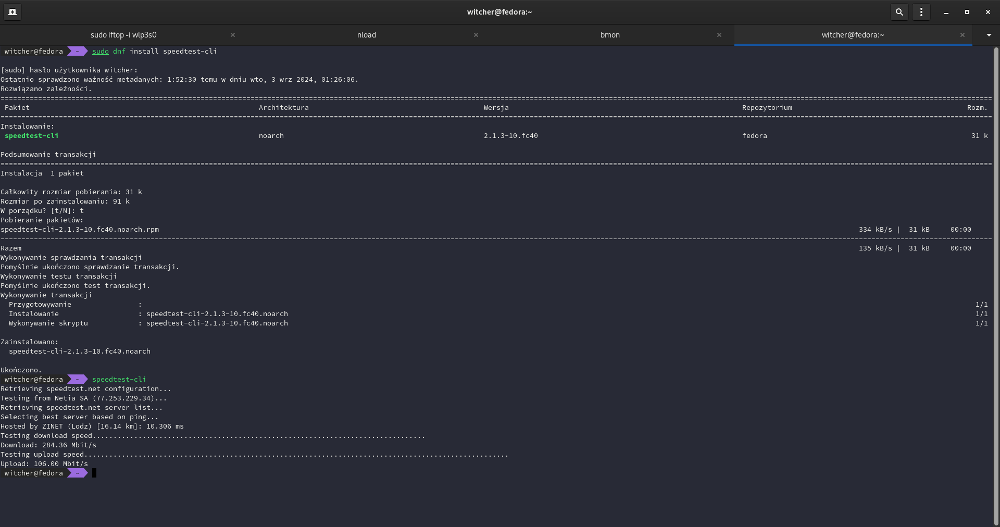 witcher@fedora:~
sudo iftop -i wlp3s0
nload
bmon
witcher@fedora:~
witcher@fedora ~ sudo dnf install speedtest-cli
[sudo] hasło użytkownika witcher:
Ostatnio sprawdzono ważność metadanych: 1:52:30 temu w dniu wto, 3 wrz 2024, 01:26:06.
Rozwiązano zależności.
Pakiet Architektura Wersja Repozytorium Rozm.
Instalowanie:
speedtest-cli noarch 2.1.3-10.fc40 fedora 31 k
Podsumowanie transakcji
Instalacja 1 pakiet
Całkowity rozmiar pobierania: 31 k
Rozmiar po zainstalowaniu: 91 k
W porządku? [t/N]: t
Pobieranie pakietów:
speedtest-cli-2.1.3-10.fc40.noarch.rpm 334 kB/s | 31 kB 00:00
Razem 135 kB/s | 31 kB 00:00
Wykonywanie sprawdzania transakcji
Pomyślnie ukończono sprawdzanie transakcji.
Wykonywanie testu transakcji
Pomyślnie ukończono test transakcji.
Wykonywanie transakcji
Przygotowywanie : 1/1
Instalowanie : speedtest-cli-2.1.3-10.fc40.noarch 1/1
Wykonywanie skryptu : speedtest-cli-2.1.3-10.fc40.noarch 1/1
Zainstalowano:
speedtest-cli-2.1.3-10.fc40.noarch
Ukończono.
witcher@fedora ~ speedtest-cli
Retrieving speedtest.net configuration...
Testing from Netia SA (77.253.229.34)...
Retrieving speedtest.net server list...
Selecting best server based on ping...
Hosted by ZINET (Lodz) [16.14 km]: 10.306 ms
Testing download speed................................................................................
Download: 284.36 Mbit/s
Testing upload speed......................................................................................................
Upload: 106.00 Mbit/s
witcher@fedora ~